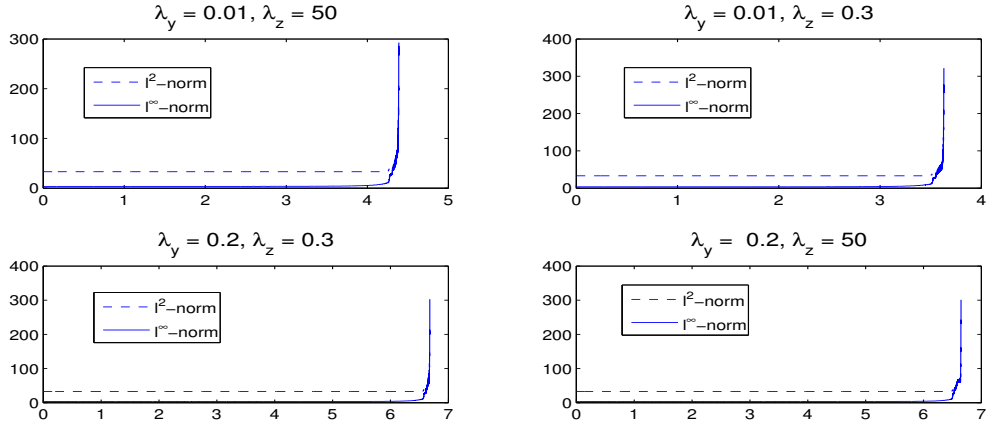 λy = 0.01, λz = 50
300
200
100
0
0 1 2 3 4 5
l²−norm
l∞−norm
λy = 0.01, λz = 0.3
400
300
200
100
0
0 1 2 3 4
l²−norm
l∞−norm
λy = 0.2, λz = 0.3
400
300
200
100
0
0 1 2 3 4 5 6 7
l²−norm
l∞−norm
λy = 0.2, λz = 50
400
300
200
100
0
0 1 2 3 4 5 6 7
l²−norm
l∞−norm